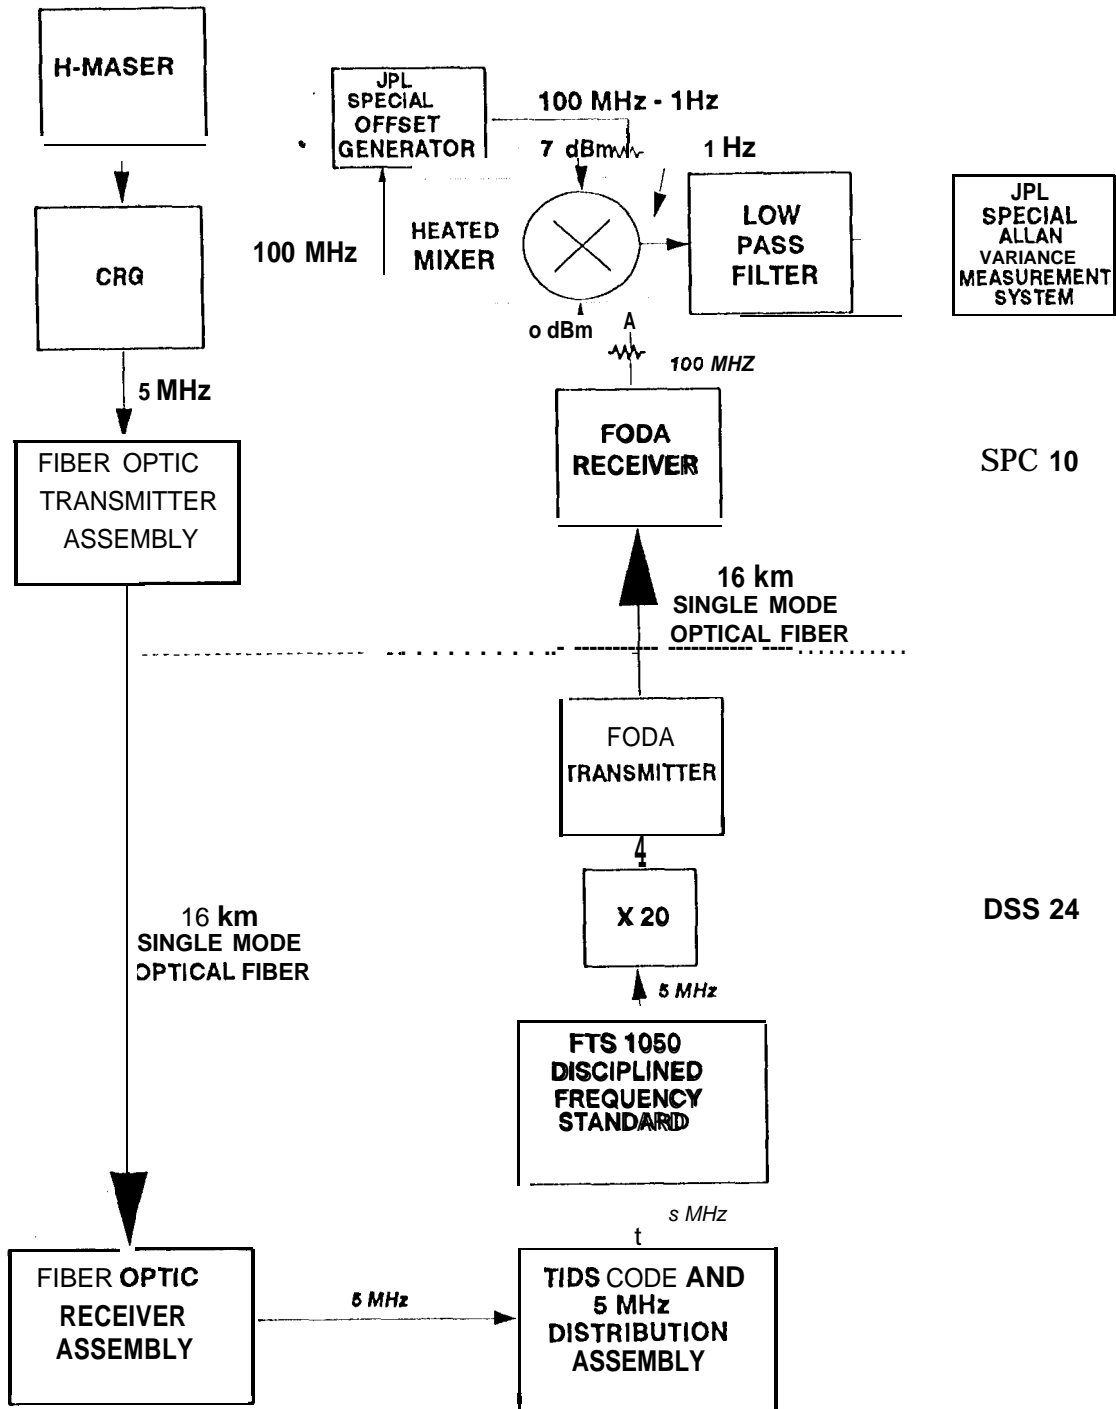 H-MASER
CRG
5 MHz
FIBER OPTIC
TRANSMITTER
ASSEMBLY
16 km
SINGLE MODE
OPTICAL FIBER
FIBER OPTIC
RECEIVER
ASSEMBLY
5 MHz
TIDS CODE AND
5 MHz
DISTRIBUTION
ASSEMBLY
t
s MHz
FTS 1050
DISCIPLINED
FREQUENCY
STANDARD
5 MHz
X 20
4
FODA
TRANSMITTER
16 km
SINGLE MODE
OPTICAL FIBER
FODA
RECEIVER
100 MHZ
A
o dBm
HEATED
MIXER
7 dBm
100 MHz - 1Hz
JPL
SPECIAL
OFFSET
GENERATOR
100 MHz
1 Hz
LOW
PASS
FILTER
JPL
SPECIAL
ALLAN
VARIANCE
MEASUREMENT
SYSTEM
SPC 10
DSS 24